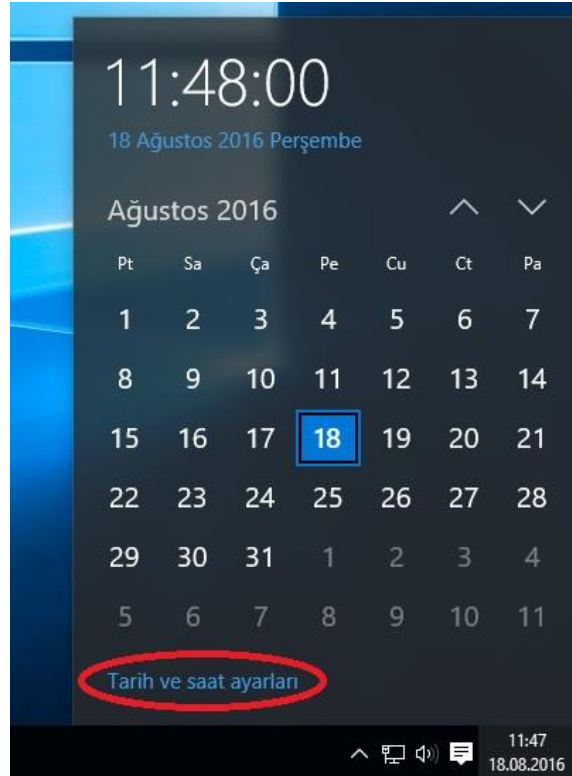 11:48:00
18 Ağustos 2016 Perşembe
Ağustos 2016
Pt Sa Ça Pe Cu Ct Pa
1 2 3 4 5 6 7
8 9 10 11 12 13 14
15 16 17 18 19 20 21
22 23 24 25 26 27 28
29 30 31 1 2 3 4
5 6 7 8 9 10 11
Tarih ve saat ayarları
11:47
18.08.2016